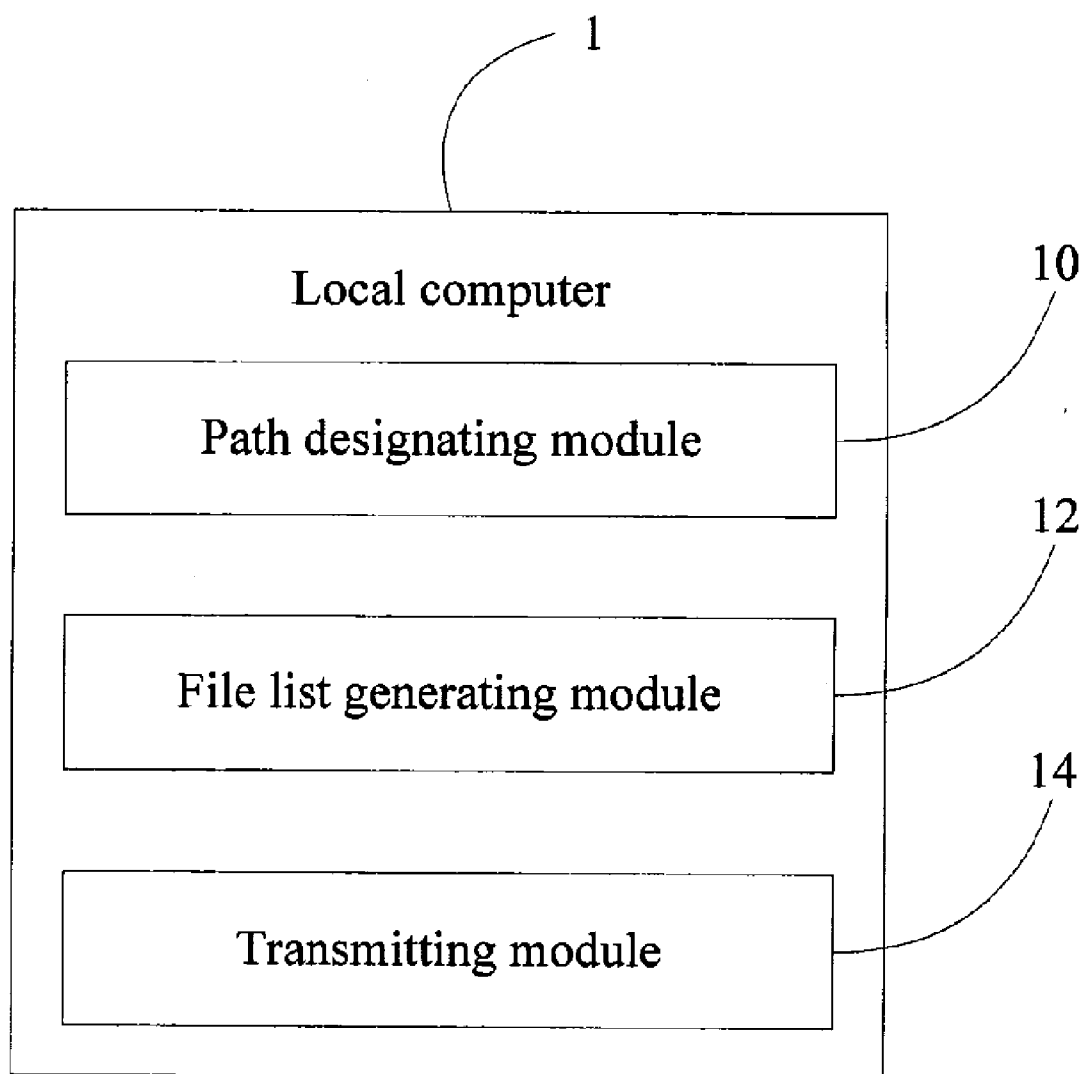 1
Local computer
10
Path designating module
12
File list generating module
14
Transmitting module